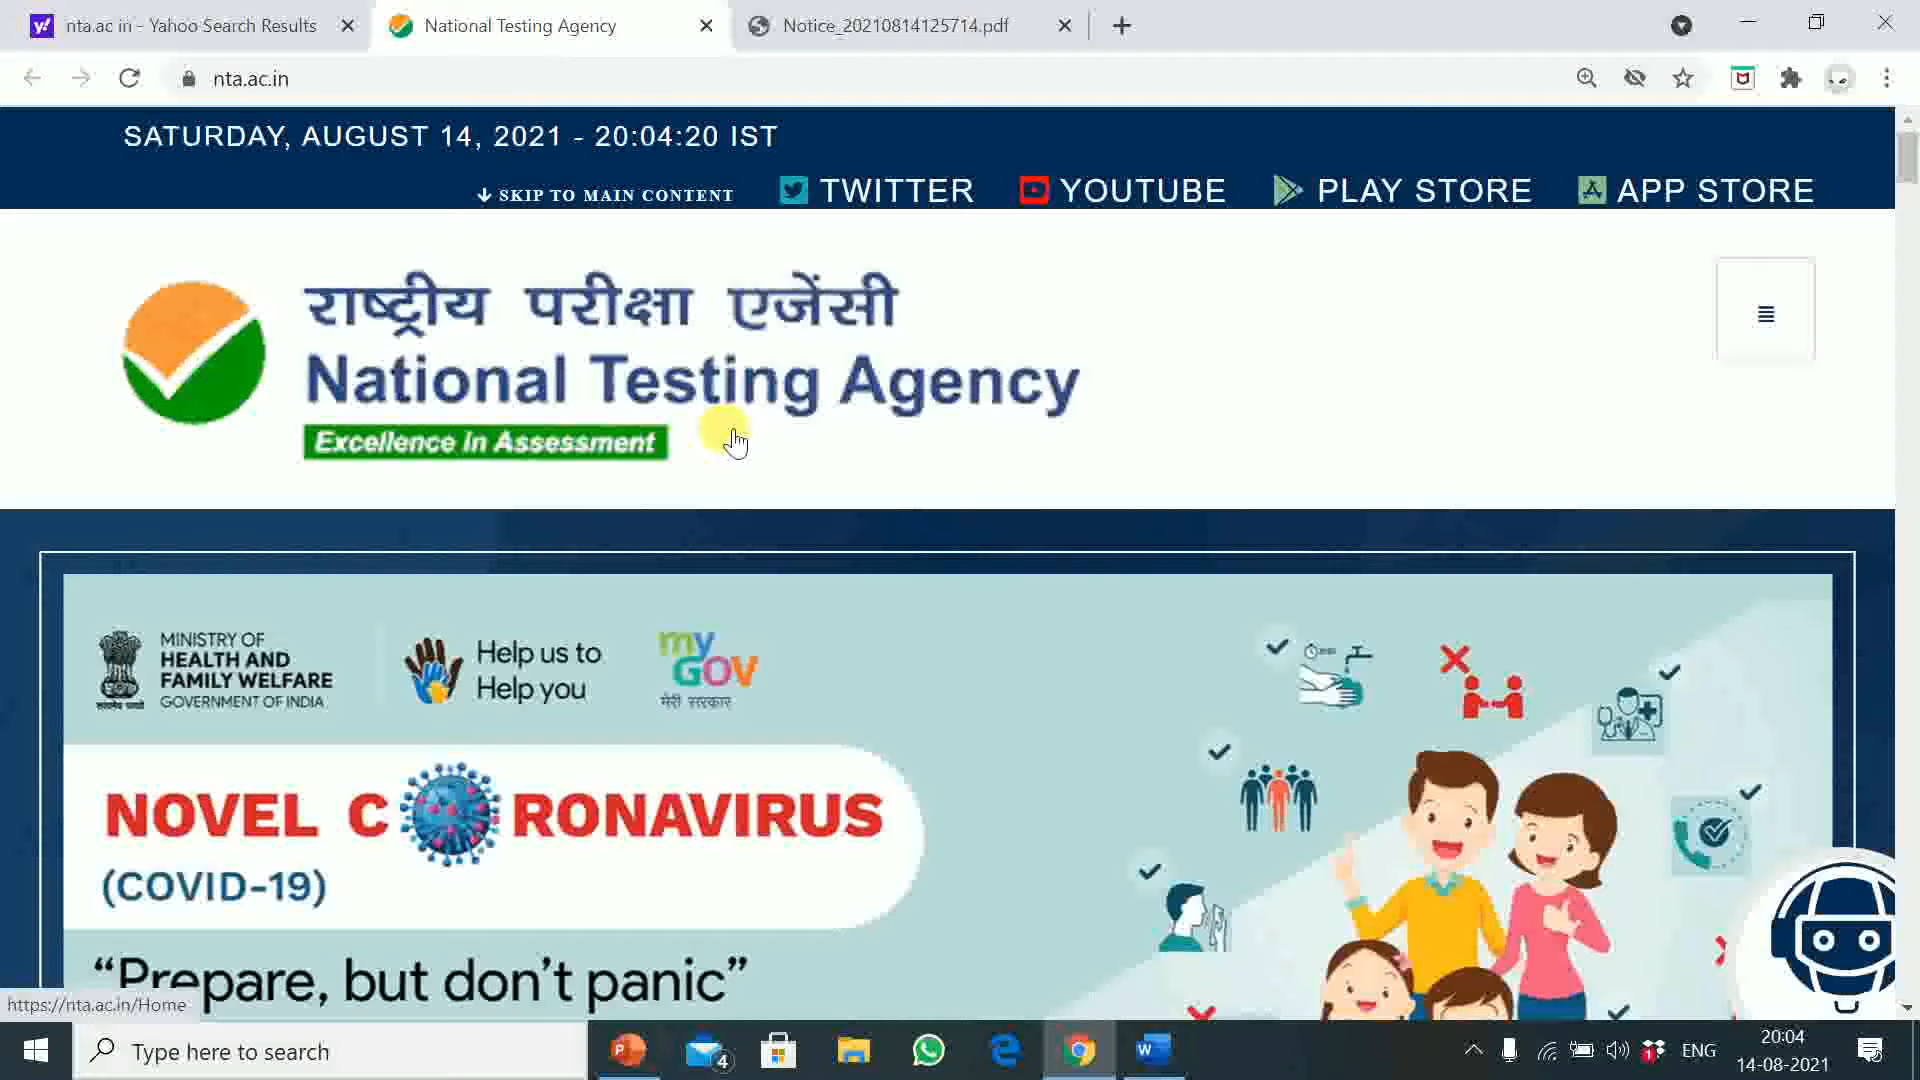 nta.ac in - Yahoo Search Results
National Testing Agency
Notice_20210814125714.pdf
nta.ac.in
SATURDAY, AUGUST 14, 2021 - 20:04:20 IST
SKIP TO MAIN CONTENT
TWITTER
YOUTUBE
PLAY STORE
APP STORE
राष्ट्रीय परीक्षा एजेंसी
National Testing Agency
Excellence in Assessment
MINISTRY OF
HEALTH AND
FAMILY WELFARE
GOVERNMENT OF INDIA
Help us to
Help you
my
GOV
मेरी सरकार
NOVEL CORONAVIRUS
(COVID-19)
“Prepare, but don’t panic”
https://nta.ac.in/Home
Type here to search
4
1
ENG
20:04
14-08-2021